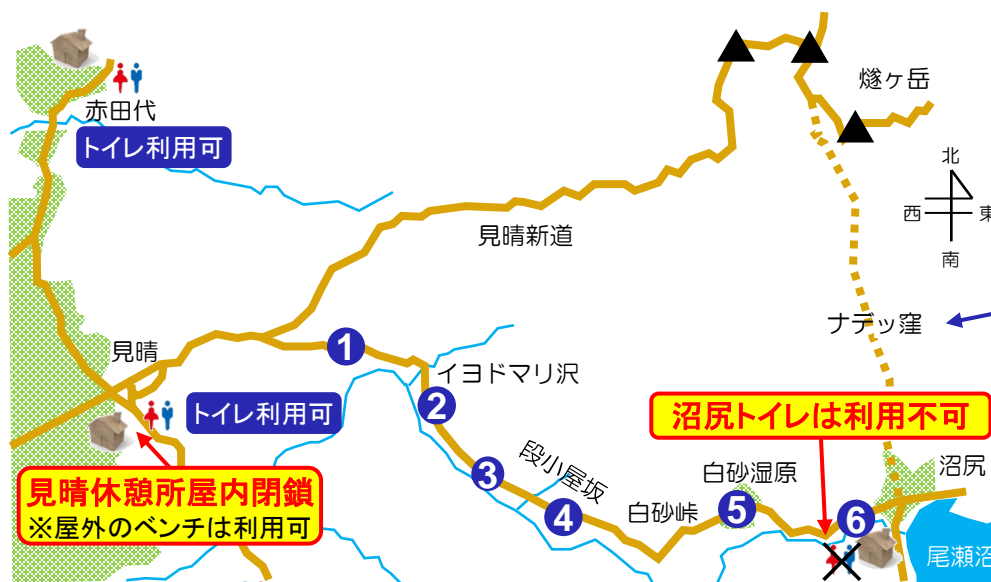 燧ヶ岳
赤田代
トイレ利用可
北
西
東
南
見晴新道
ナデッ窪
見晴
1
イヨドマリ沢
2
トイレ利用可
沼尻トイレは利用不可
3
段小屋坂
白砂湿原
沼尻
見晴休憩所屋内閉鎖
※屋外のベンチは利用可
4
白砂峠
5
6
尾瀬沼